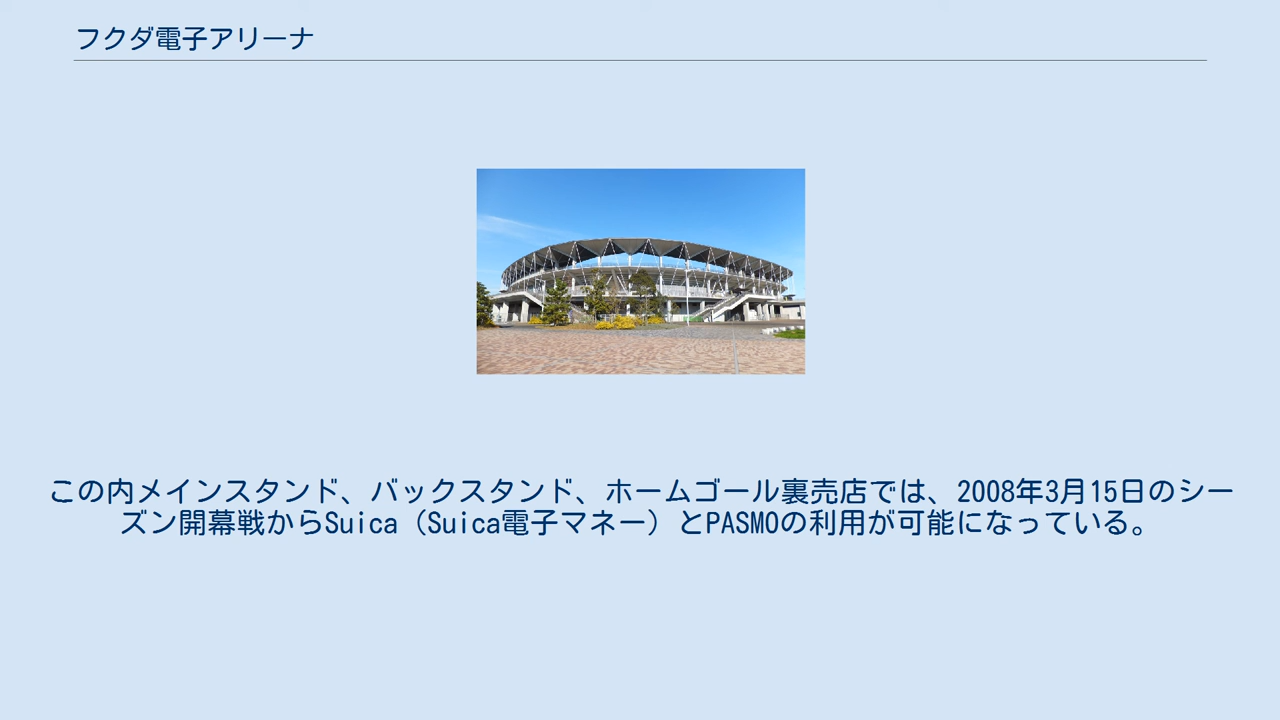 フクダ電子アリーナ
この内メインスタンド、バックスタンド、ホームゴール裏売店では、2008年3月15日のシー
ズン開幕戦からSuica（Suica電子マネー）とPASMOの利用が可能になっている。